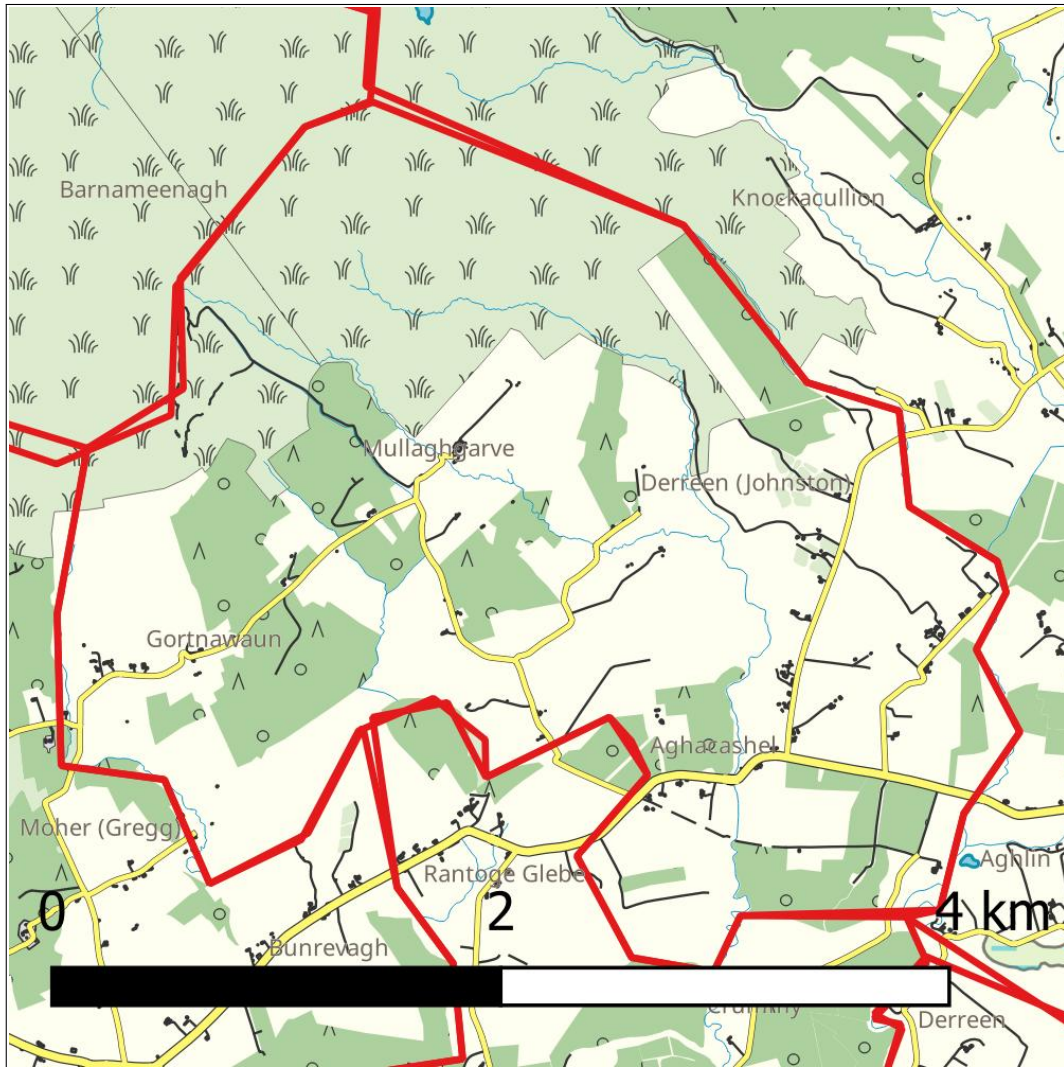 Barnameenagh
Knockacullion
Mullaghgarve
Derreen (Johnston)
Gortnawaun
Aghacashel
Moher (Gregg)
Aghlin
Rantoge Glebe
0 2 4 km
Bunrevagh
Derreen